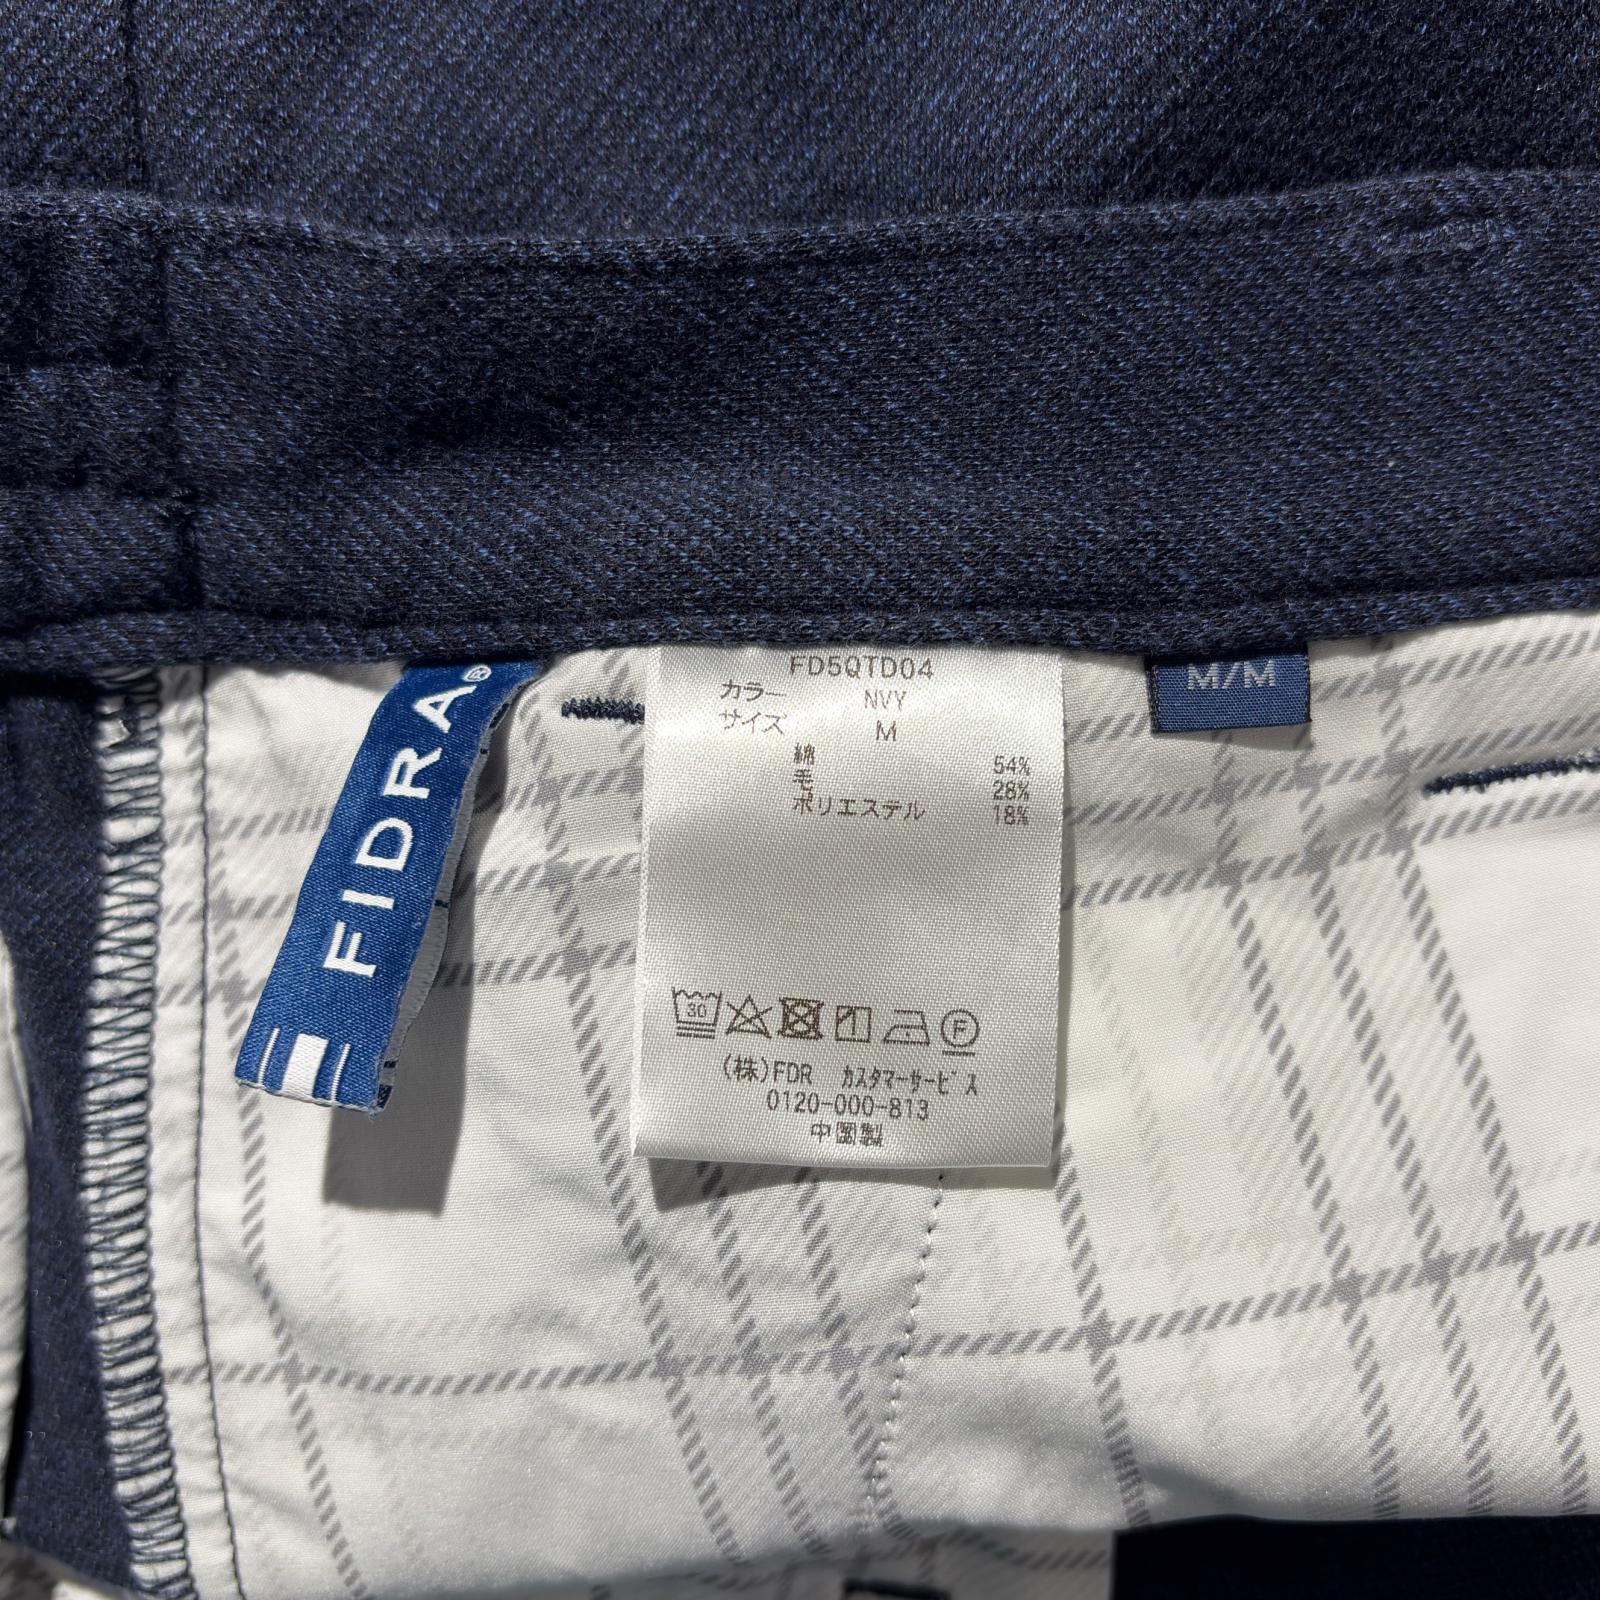 FIDRA®
FD5QTD04
カラー NVY
サイズ M
綿 54%
毛 28%
ポリエステル 18%
30
F
(株)FDR カスタマーサービス
0120-000-813
中国製
M/M